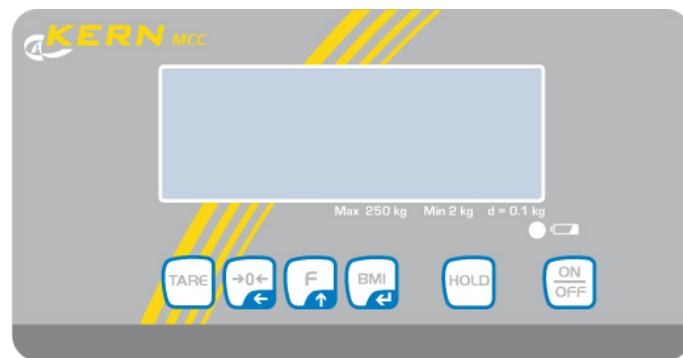 KERN MCC
Max 250 kg Min 2 kg d = 0.1 kg
TARE →0← F BMI HOLD ON
OFF